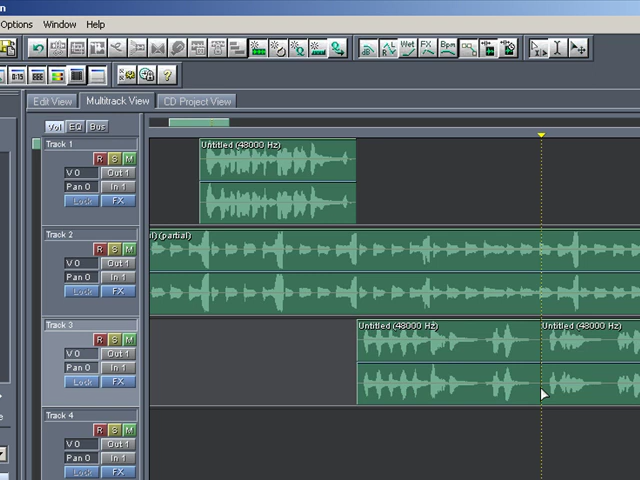 n
Options Window Help
Wet FX Bpm
8:15
Edit View Multitrack View CD Project View
Vol EQ Bus
Track 1
R S M
V 0 Out 1
Pan 0 In 1
Lock FX
Untitled (48000 Hz)
Track 2
R S M
V 0 Out 1
Pan 0 In 1
Lock FX
l) (partial)
Track 3
R S M
V 0 Out 1
Pan 0 In 1
Lock FX
Untitled (48000 Hz) Untitled (48000 Hz)
Track 4
R S M
V 0 Out 1
Pan 0 In 1
Lock FX
e